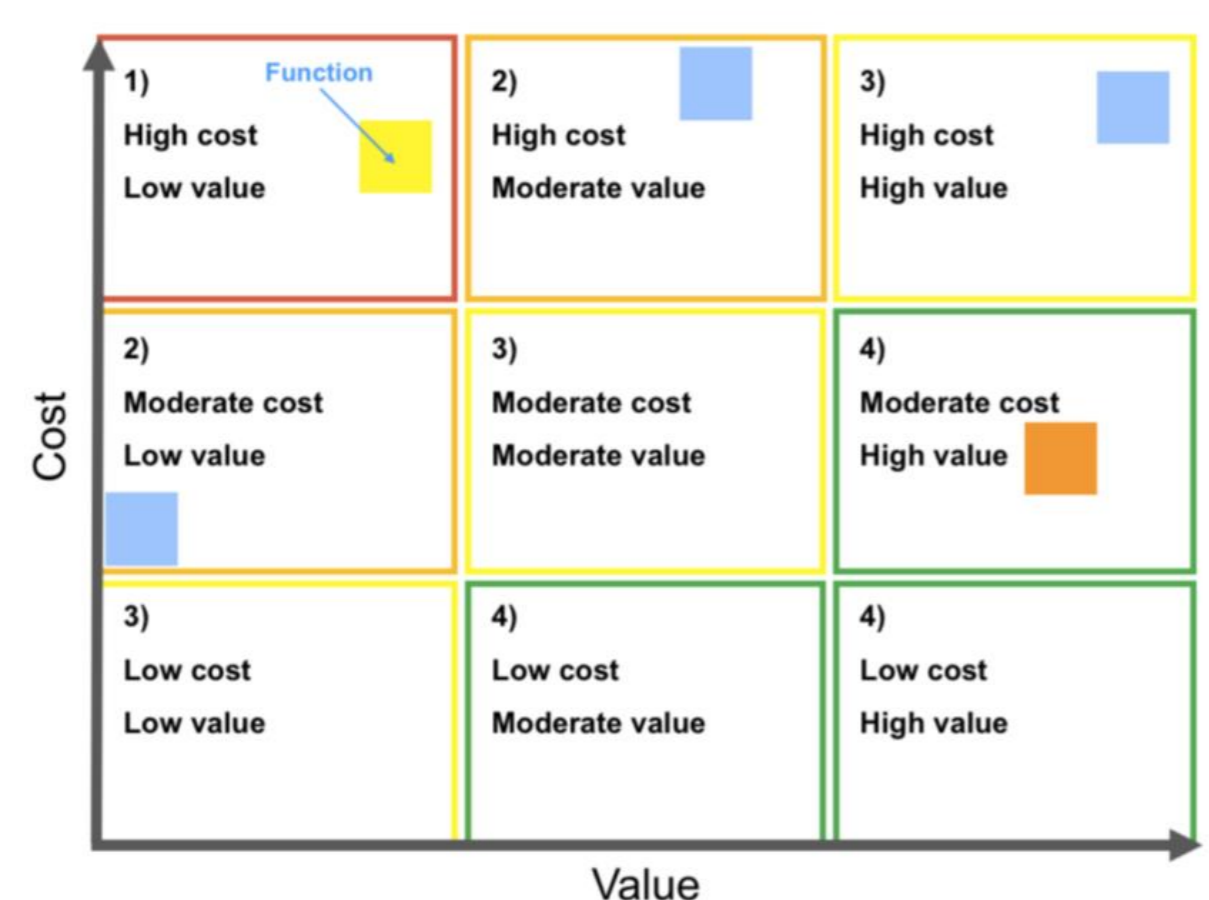 1)
Function
High cost
Low value
2)
High cost
Moderate value
3)
High cost
High value
2)
Moderate cost
Low value
3)
Moderate cost
Moderate value
4)
Moderate cost
High value
3)
Low cost
Low value
4)
Low cost
Moderate value
4)
Low cost
High value
Cost
Value